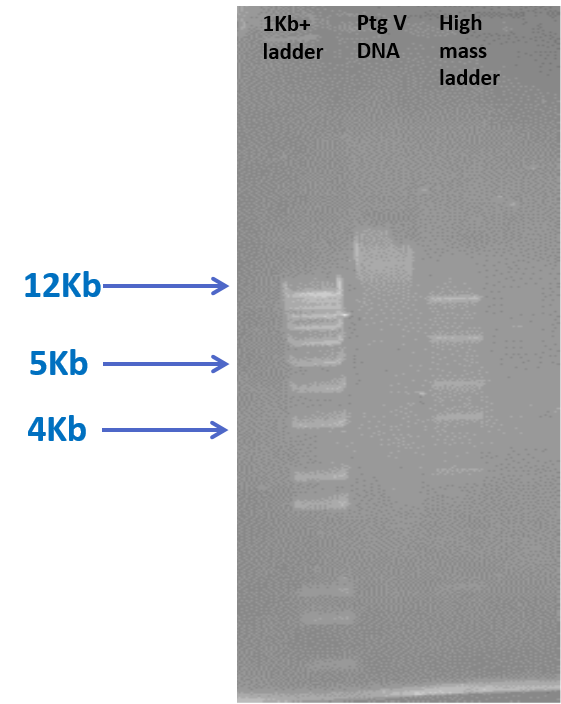 1Kb+
ladder
Ptg V
DNA
High
mass
ladder
12Kb
5Kb
4Kb